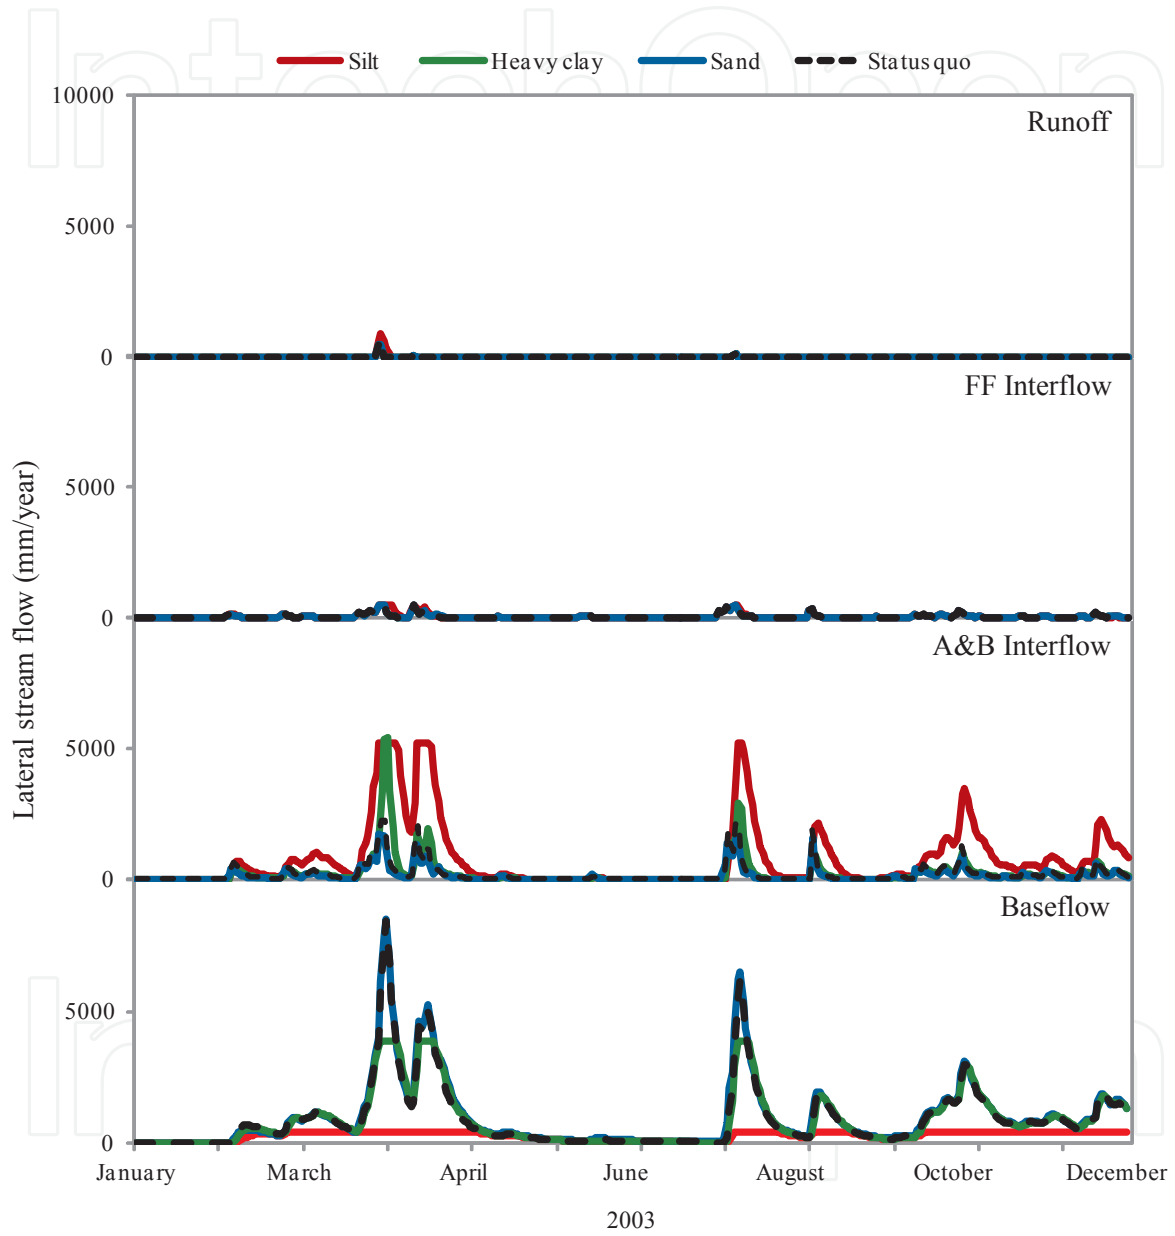 IntechOpen
Silt Heavy clay Sand Status quo
10000
Runoff
5000
0
FF Interflow
5000
0
A&B Interflow
5000
0
Baseflow
5000
0
Lateral stream flow (mm/year)
January March April June August October December
2003